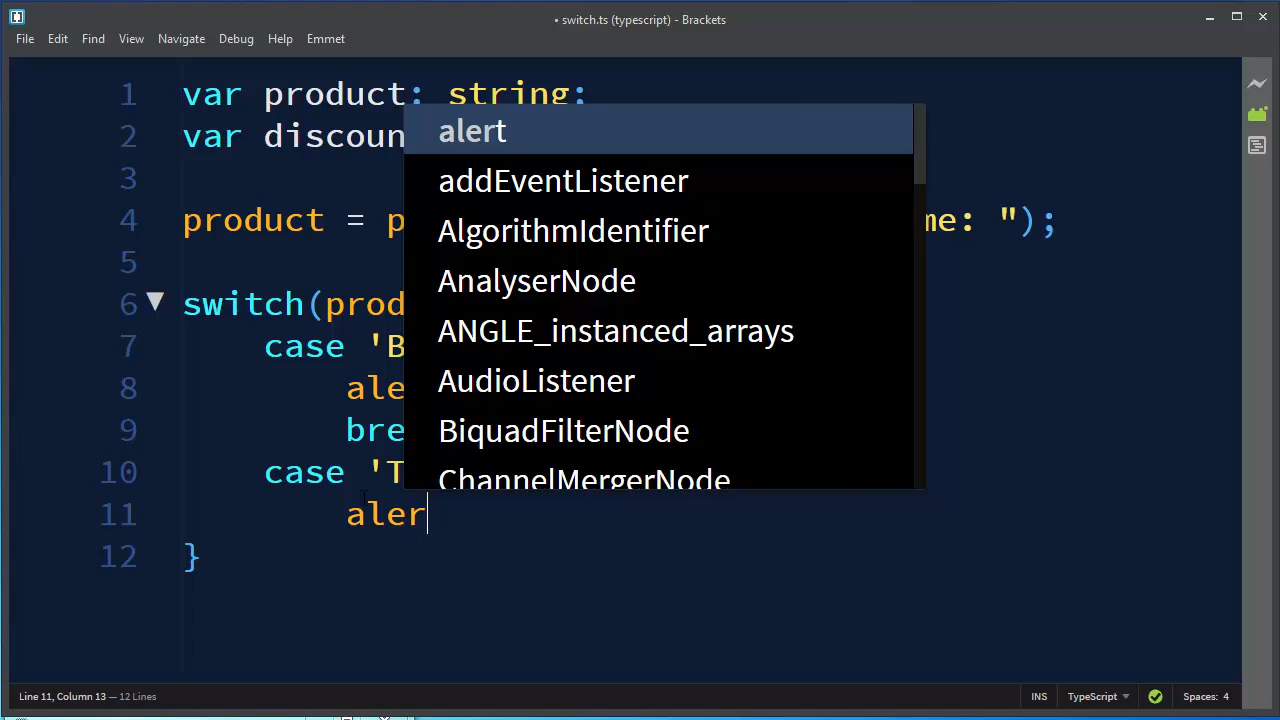 • switch.ts (typescript) - Brackets
File Edit Find View Navigate Debug Help Emmet
1 var product: string;
2 var discoun
3
4 product = p me: ");
5
6 switch(prod
7 case 'B
8 ale
9 bre
10 case 'T
11 aler
12 }
alert
addEventListener
AlgorithmIdentifier
AnalyserNode
ANGLE_instanced_arrays
AudioListener
BiquadFilterNode
ChannelMergerNode
Line 11, Column 13 — 12 Lines INS TypeScript Spaces: 4